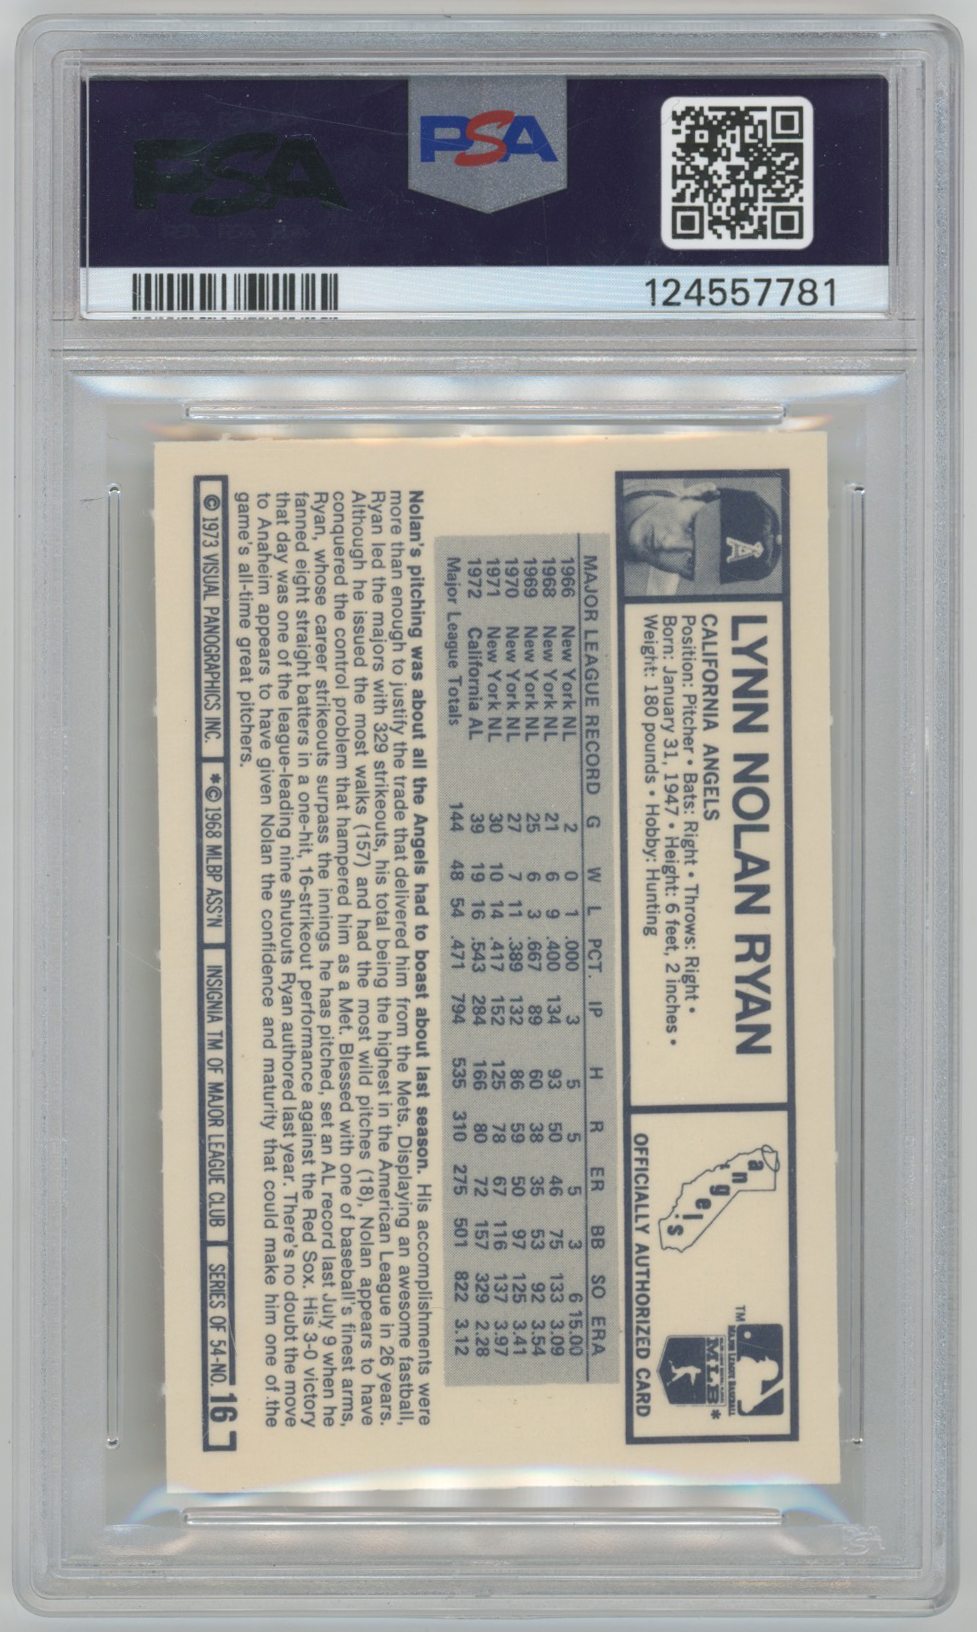 PSA
PSA
124557781
LYNN NOLAN RYAN
CALIFORNIA ANGELS
Position: Pitcher • Bats: Right • Throws: Right •
Born: January 31, 1947 • Height: 6 feet, 2 inches •
Weight: 180 pounds • Hobby: Hunting
angels
TM
MAJOR LEAGUE BASEBALL
MLB*
OFFICIALLY AUTHORIZED CARD
MAJOR LEAGUE RECORD G W L PCT. IP H R ER BB SO ERA
1966 New York NL 2 0 1 .000 3 5 5 5 3 6 15.00
1968 New York NL 21 6 9 .400 134 93 50 46 75 133 3.09
1969 New York NL 25 6 3 .667 89 60 38 35 53 92 3.54
1970 New York NL 27 7 11 .389 132 86 59 50 97 125 3.41
1971 New York NL 30 10 14 .417 152 125 78 67 116 137 3.97
1972 California AL 39 19 16 .543 284 166 80 72 157 329 2.28
Major League Totals 144 48 54 .471 794 535 310 275 501 822 3.12
Nolan's pitching was about all the Angels had to boast about last season. His accomplishments were
more than enough to justify the trade that delivered him from the Mets. Displaying an awesome fastball,
Ryan led the majors with 329 strikeouts, his total being the highest in the American League in 26 years.
Although he issued the most walks (157) and had the most wild pitches (18), Nolan appears to have
conquered the control problem that hampered him as a Met. Blessed with one of baseball's finest arms,
Ryan, whose career strikeouts surpass the innings he has pitched, set an AL record last July 9 when he
fanned eight straight batters in a one-hit, 16-strikeout performance against the Red Sox. His 3-0 victory
that day was one of the league-leading nine shutouts Ryan authored last year. There's no doubt the move
to Anaheim appears to have given Nolan the confidence and maturity that could make him one of the
game's all-time great pitchers.
© 1973 VISUAL PANOGRAPHICS INC. | *© 1968 MLBP ASS'N | INSIGNIA TM OF MAJOR LEAGUE CLUB | SERIES OF 54-NO. 16